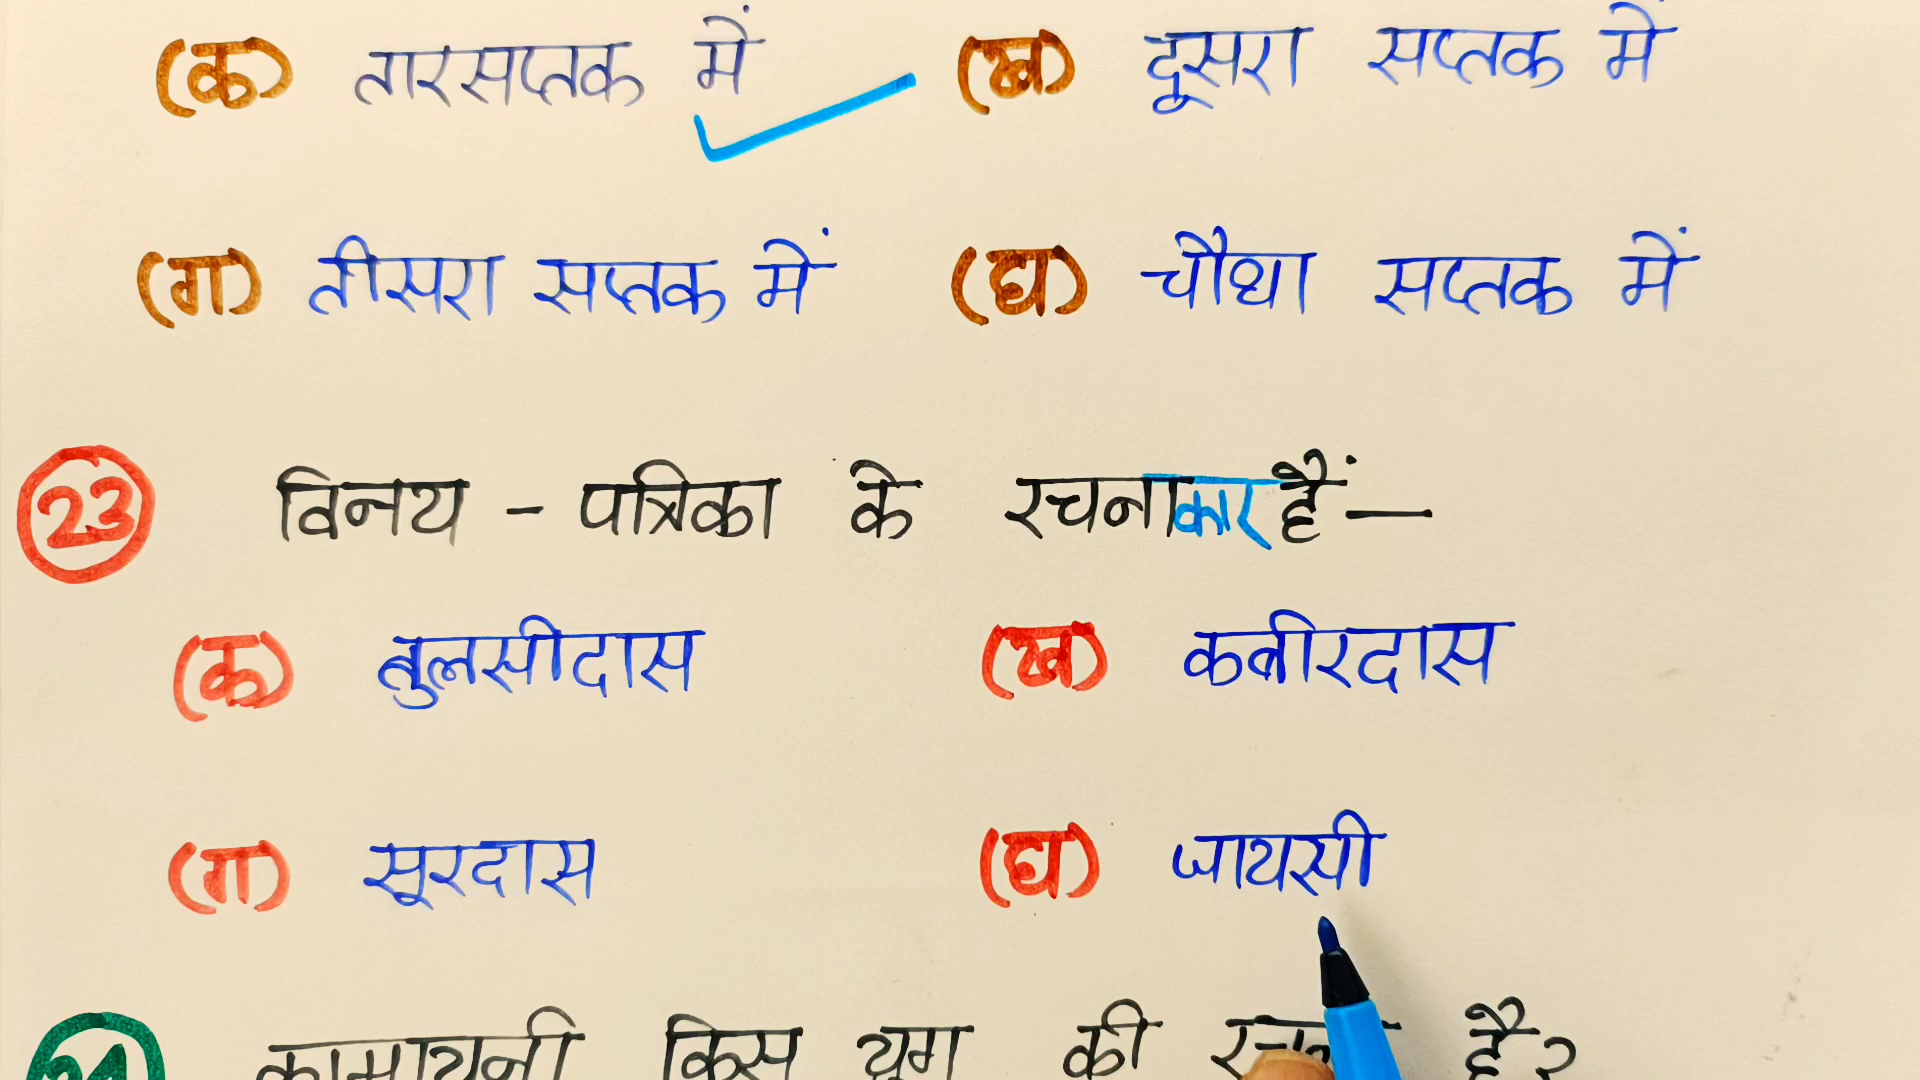 (क) तारसप्तक में (ख) दूसरा सप्तक में
(ग) तीसरा सप्तक में (घ) चौथा सप्तक में
23 विनय - पत्रिका के रचनाकार हैं —
(क) तुलसीदास (ख) कबीरदास
(ग) सूरदास (घ) जायसी
24 कामायनी किस युग की है?